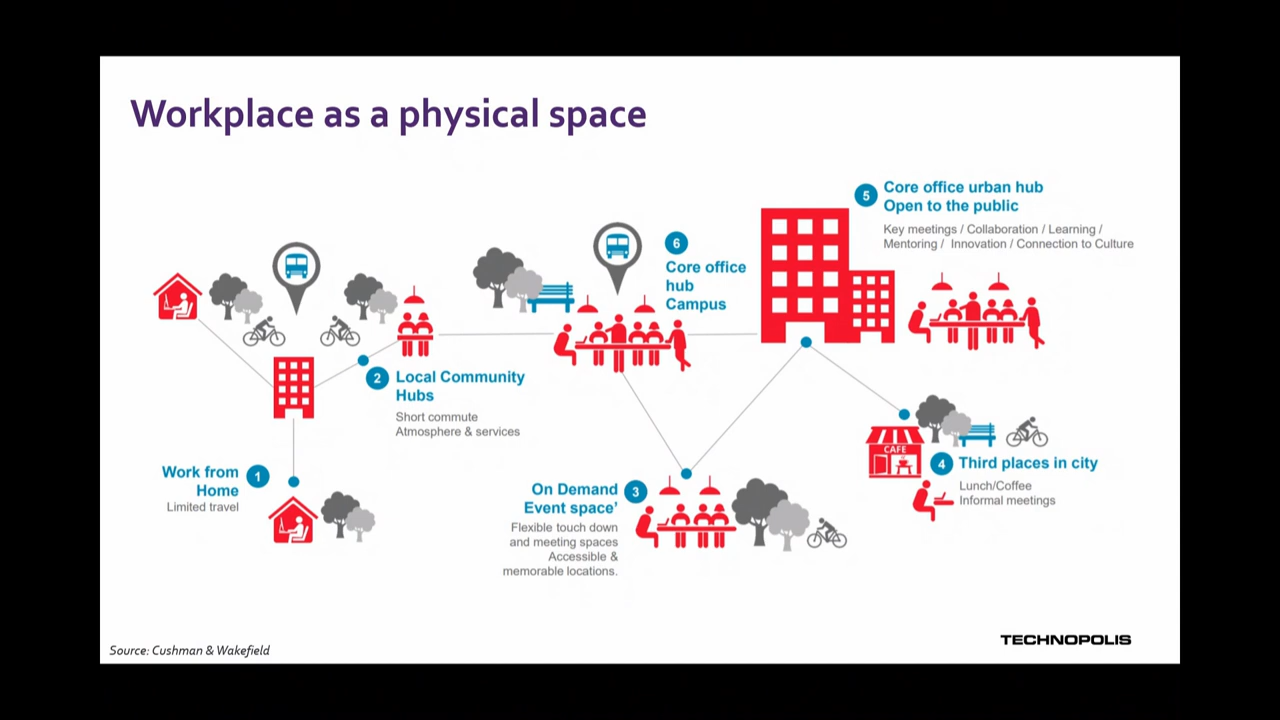 Workplace as a physical space
5
Core office urban hub
Open to the public
Key meetings / Collaboration / Learning /
Mentoring / Innovation / Connection to Culture
6
Core office
hub
Campus
2
Local Community
Hubs
Short commute
Atmosphere & services
1
Work from
Home
Limited travel
3
On Demand
Event space'
Flexible touch down
and meeting spaces
Accessible &
memorable locations.
CAFE
4
Third places in city
Lunch/Coffee
Informal meetings
Source: Cushman & Wakefield
TECHNOPOLIS